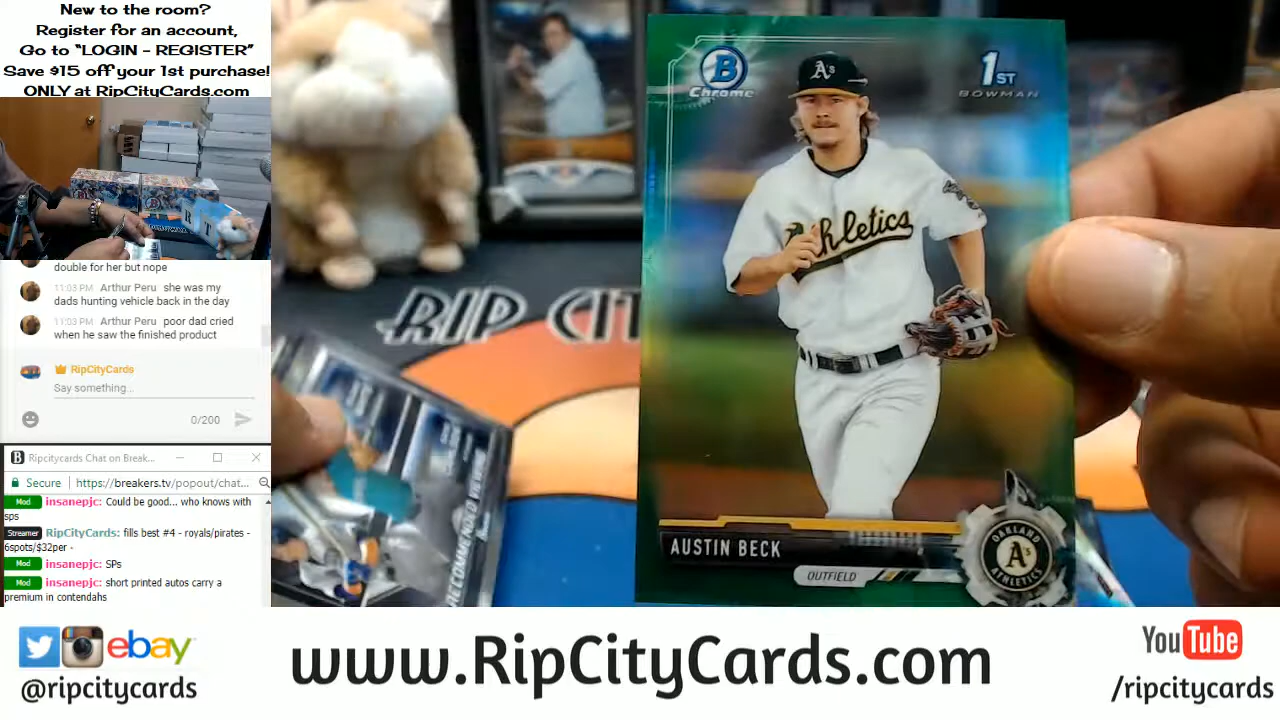 New to the room?
Register for an account,
Go to “LOGIN - REGISTER”
Save $15 off your 1st purchase!
ONLY at RipCityCards.com
double for her but nope
11:03 PM Arthur Peru she was my
dads hunting vehicle back in the day
11:03 PM Arthur Peru poor dad cried
when he saw the finished product
RipCityCards
Say something...
0/200
B Ripcitycards Chat on Break...
Secure https://breakers.tv/popout/chat...
Mod insanepjc: Could be good... who knows with
sps
Streamer RipCityCards: fills best #4 - royals/pirates -
6spots/$32per -
Mod insanepjc: SPs
Mod insanepjc: short printed autos carry a
premium in contendahs
R
T
RIP CIT
RECOMMENDED VIEWING
B
Chrome
1ST
BOWMAN
A's
Athletics
AUSTIN BECK
OUTFIELD
OAKLAND
A's
ATHLETICS
ebay
@ripcitycards
www.RipCityCards.com
YouTube
/ripcitycards